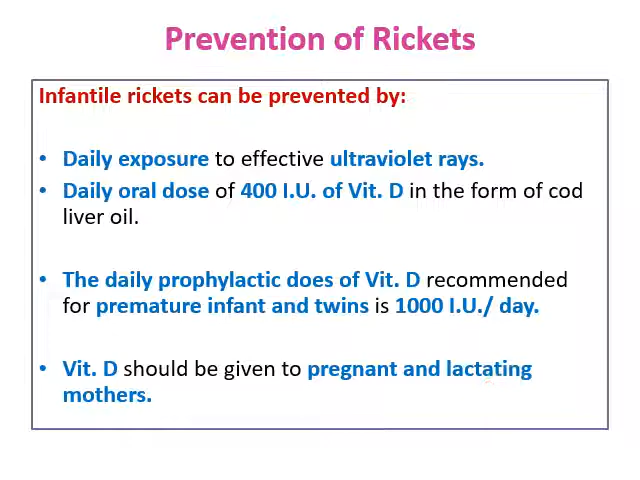 Prevention of Rickets
Infantile rickets can be prevented by:
• Daily exposure to effective ultraviolet rays.
• Daily oral dose of 400 I.U. of Vit. D in the form of cod
liver oil.
• The daily prophylactic does of Vit. D recommended
for premature infant and twins is 1000 I.U./ day.
• Vit. D should be given to pregnant and lactating
mothers.